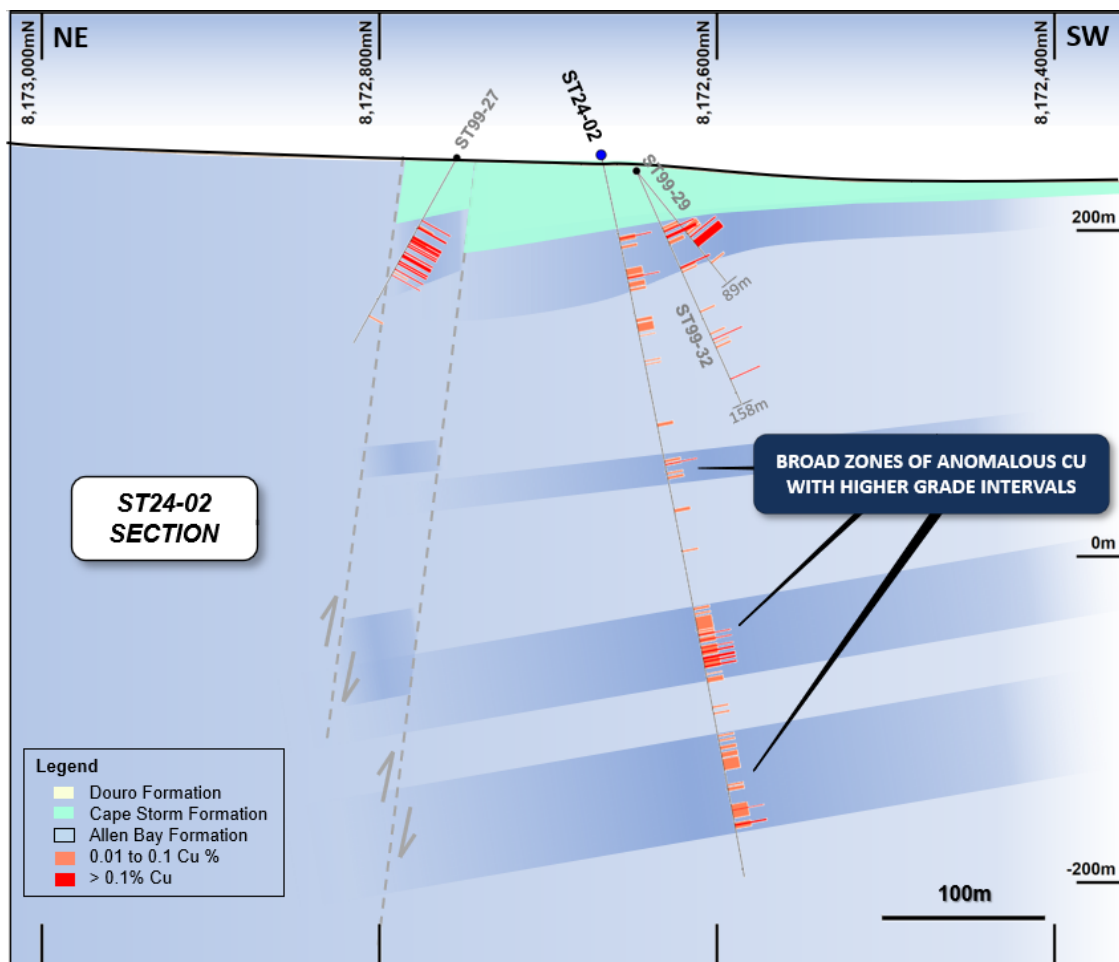 NE
SW
8,173,000mN
8,172,800mN
8,172,600mN
8,172,400mN
ST99-27
ST24-02
ST99-29
200m
89m
ST99-32
158m
BROAD ZONES OF ANOMALOUS CU
WITH HIGHER GRADE INTERVALS
ST24-02
SECTION
0m
Legend
Douro Formation
Cape Storm Formation
Allen Bay Formation
0.01 to 0.1 Cu %
> 0.1% Cu
-200m
100m